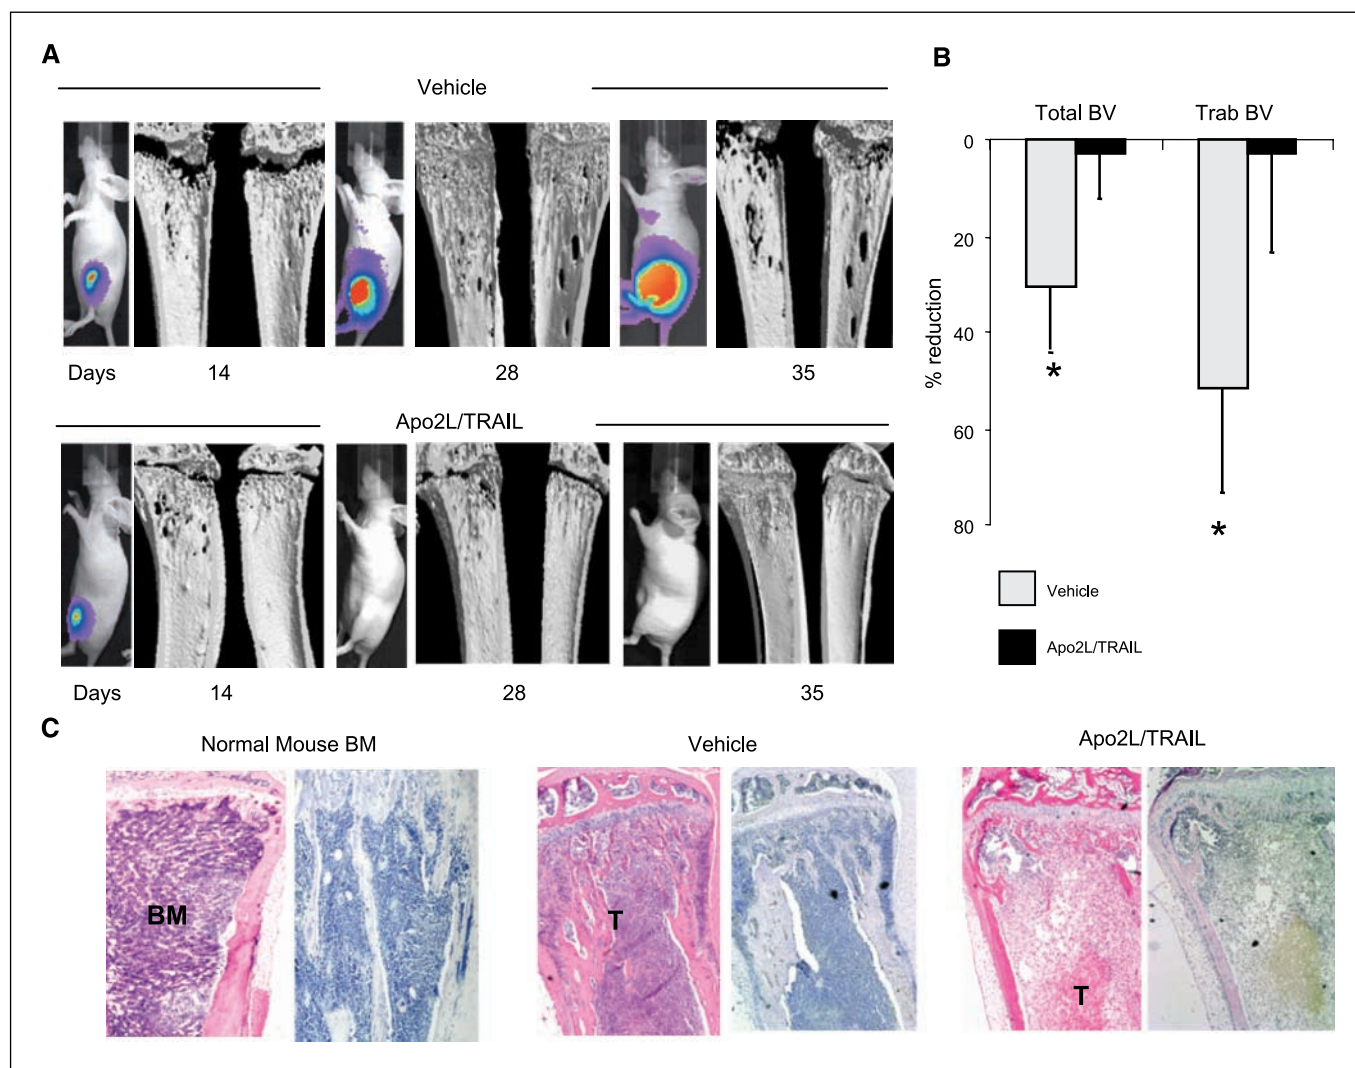 A
Vehicle
Days 14 28 35
Apo2L/TRAIL
Days 14 28 35
B
Total BV Trab BV
0
20
40
60
80
% reduction
*
*
Vehicle
Apo2L/TRAIL
C
Normal Mouse BM Vehicle Apo2L/TRAIL
BM
T
T